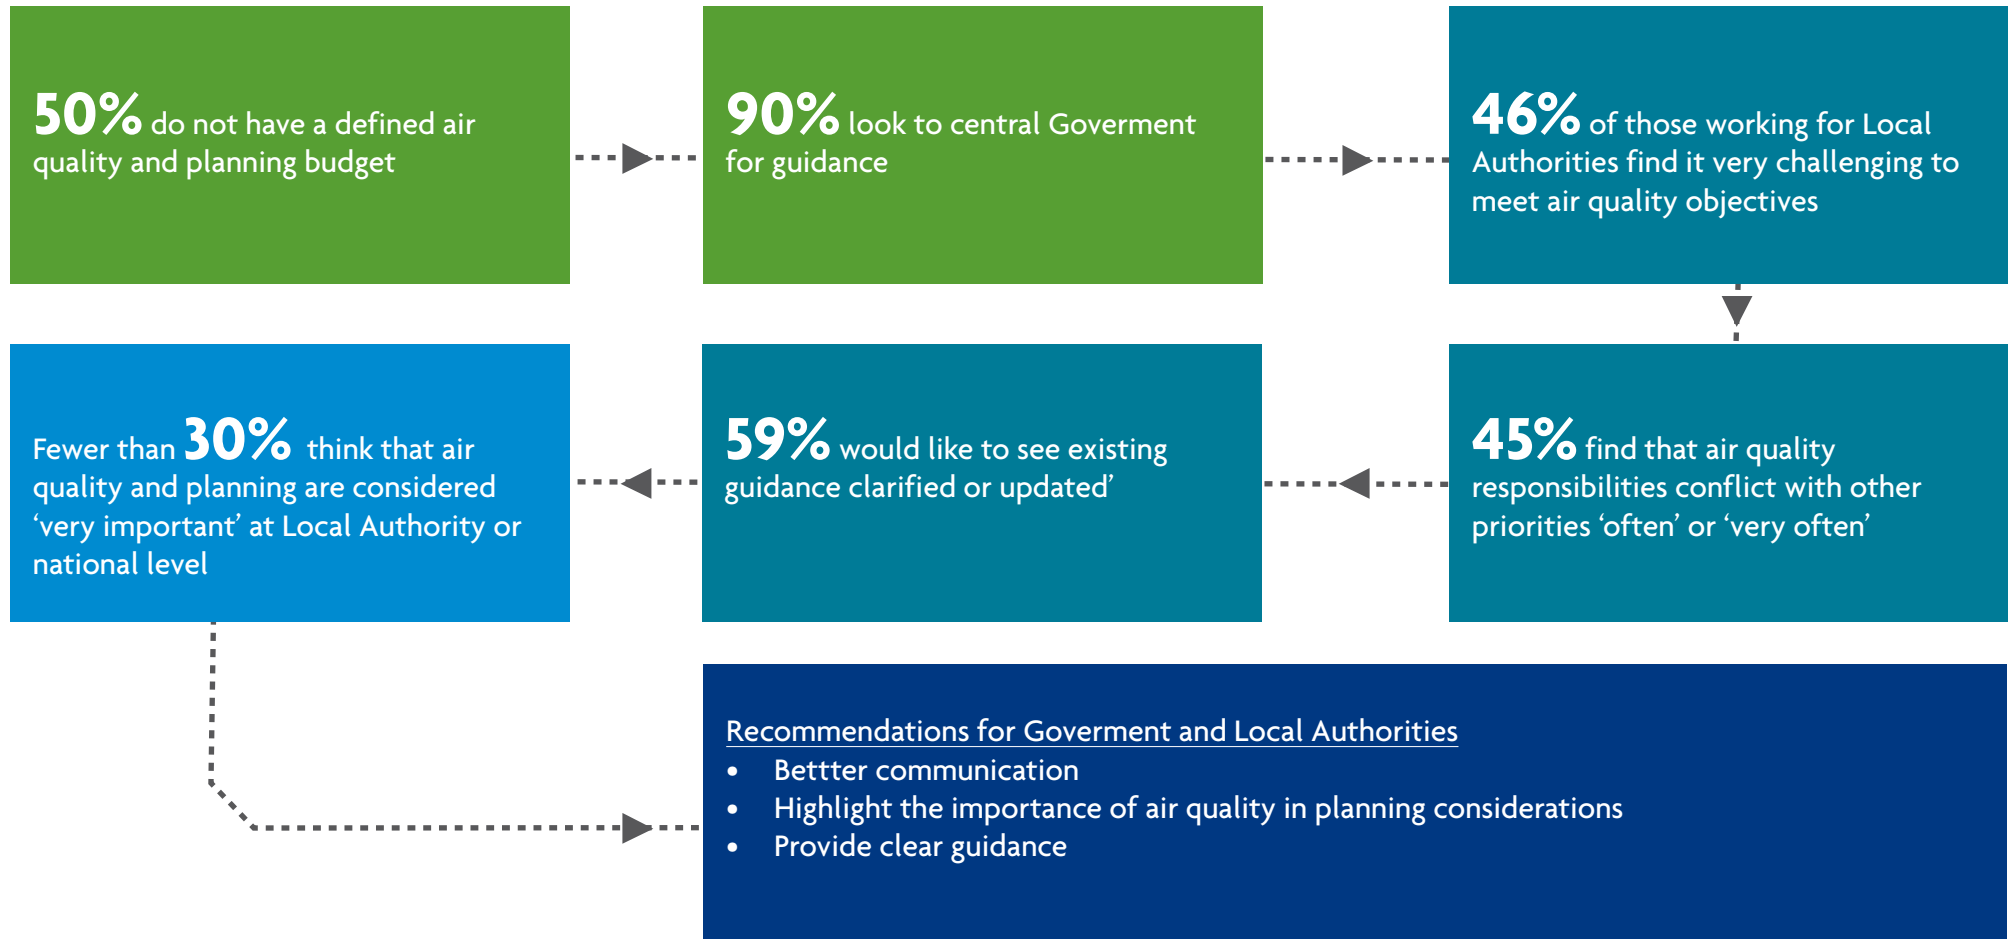 50% do not have a defined air
quality and planning budget
90% look to central Goverment
for guidance
46% of those working for Local
Authorities find it very challenging to
meet air quality objectives
45% find that air quality
responsibilities conflict with other
priorities ‘often’ or ‘very often’
59% would like to see existing
guidance clarified or updated’
Fewer than 30% think that air
quality and planning are considered
‘very important’ at Local Authority or
national level
Recommendations for Goverment and Local Authorities
• Bettter communication
• Highlight the importance of air quality in planning considerations
• Provide clear guidance